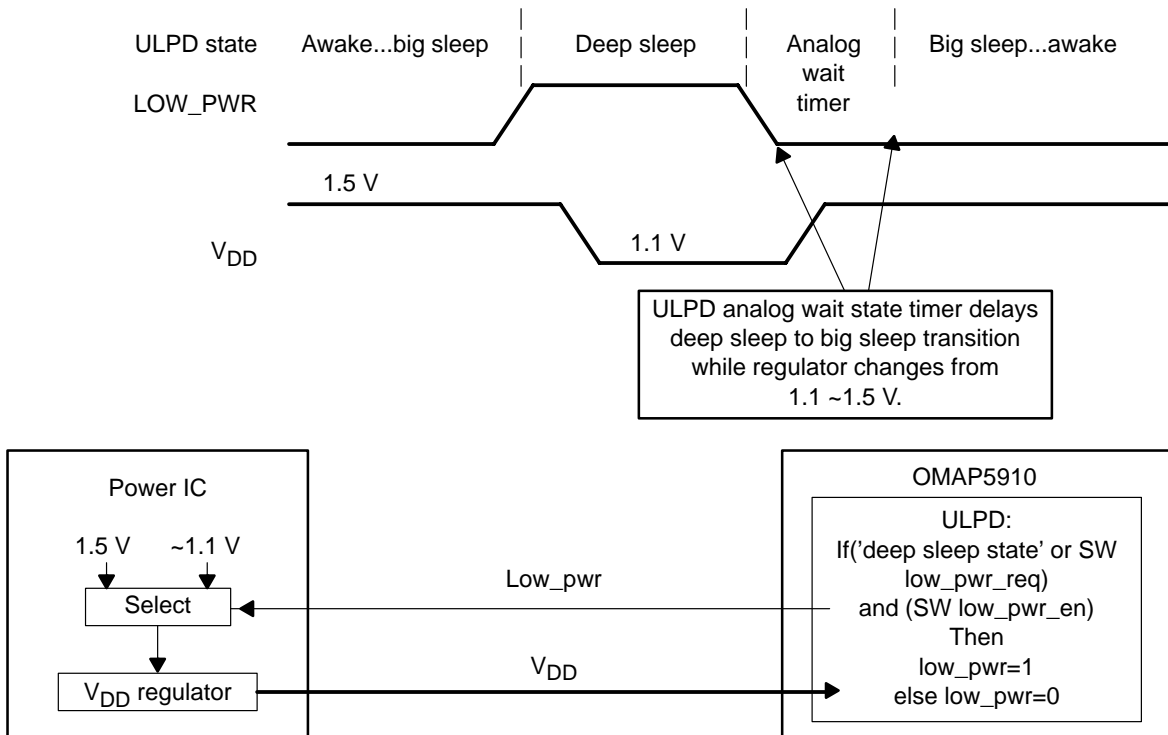 ULPD state
Awake...big sleep
Deep sleep
Analog
wait
timer
Big sleep...awake
LOW_PWR
1.5 V
VDD
1.1 V
ULPD analog wait state timer delays
deep sleep to big sleep transition
while regulator changes from
1.1 ~1.5 V.
Power IC
1.5 V
~1.1 V
Select
VDD regulator
Low_pwr
VDD
OMAP5910
ULPD:
If('deep sleep state' or SW
low_pwr_req)
and (SW low_pwr_en)
Then
low_pwr=1
else low_pwr=0